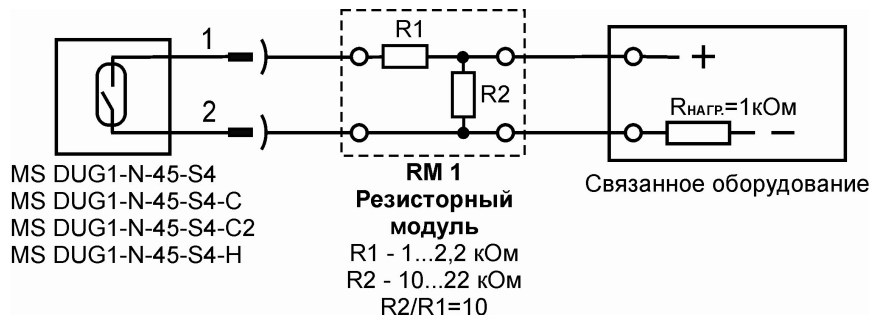 1
2
R1
R2
+
Rнагр.=1кОм
MS DUG1-N-45-S4
MS DUG1-N-45-S4-C
MS DUG1-N-45-S4-C2
MS DUG1-N-45-S4-H
RM 1
Резисторный
модуль
R1 - 1...2,2 кОм
R2 - 10...22 кОм
R2/R1=10
Связанное оборудование